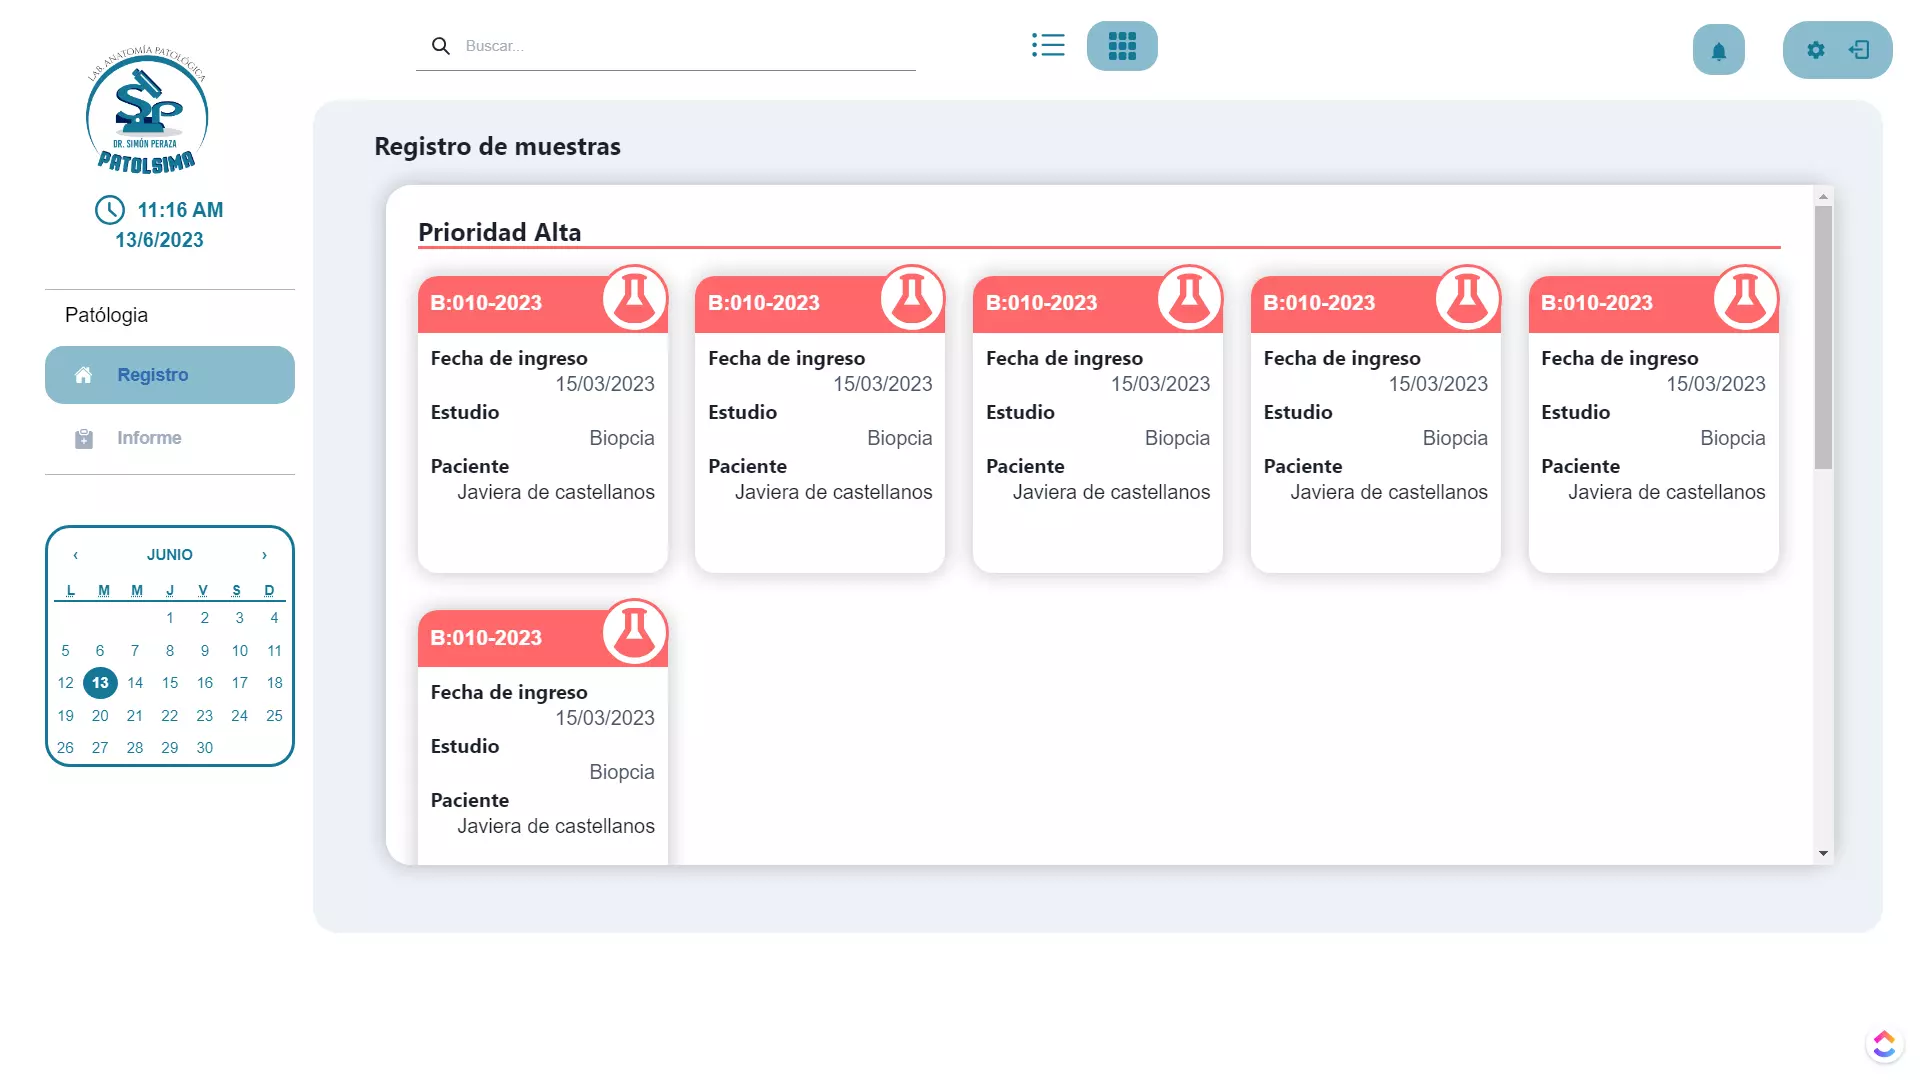 LAB. ANATOMÍA PATOLÓGICA
SP
DR. SIMÓN PERAZA
PATOLSIMA
11:16 AM
13/6/2023
Patólogia
Registro
Informe
‹ JUNIO ›
L M M J V S D
1 2 3 4
5 6 7 8 9 10 11
12 13 14 15 16 17 18
19 20 21 22 23 24 25
26 27 28 29 30
Buscar...
Registro de muestras
Prioridad Alta
B:010-2023
Fecha de ingreso
15/03/2023
Estudio
Biopcia
Paciente
Javiera de castellanos
B:010-2023
Fecha de ingreso
15/03/2023
Estudio
Biopcia
Paciente
Javiera de castellanos
B:010-2023
Fecha de ingreso
15/03/2023
Estudio
Biopcia
Paciente
Javiera de castellanos
B:010-2023
Fecha de ingreso
15/03/2023
Estudio
Biopcia
Paciente
Javiera de castellanos
B:010-2023
Fecha de ingreso
15/03/2023
Estudio
Biopcia
Paciente
Javiera de castellanos
B:010-2023
Fecha de ingreso
15/03/2023
Estudio
Biopcia
Paciente
Javiera de castellanos